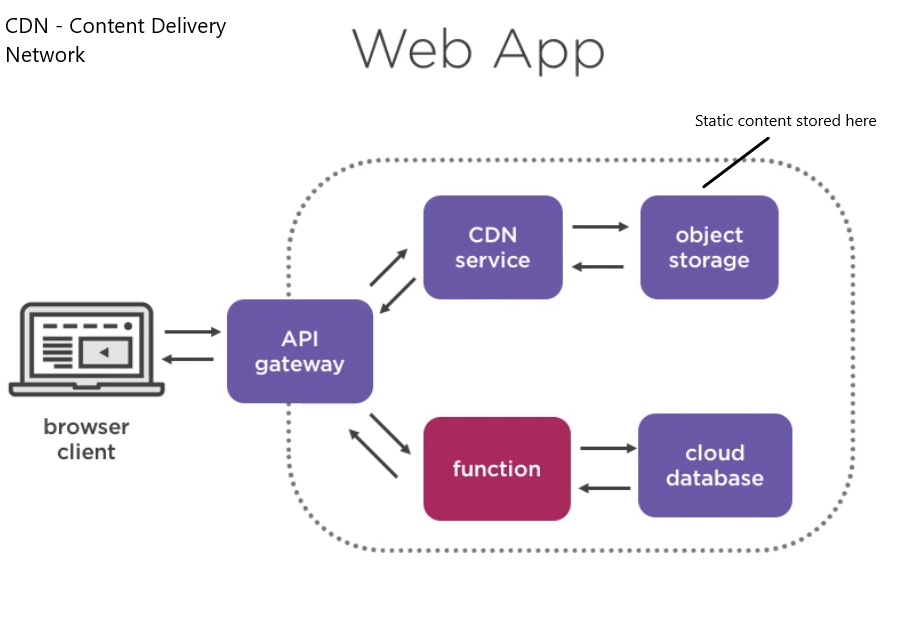 CDN - Content Delivery
Network
Web App
Static content stored here
CDN
service
object
storage
API
gateway
browser
client
function
cloud
database